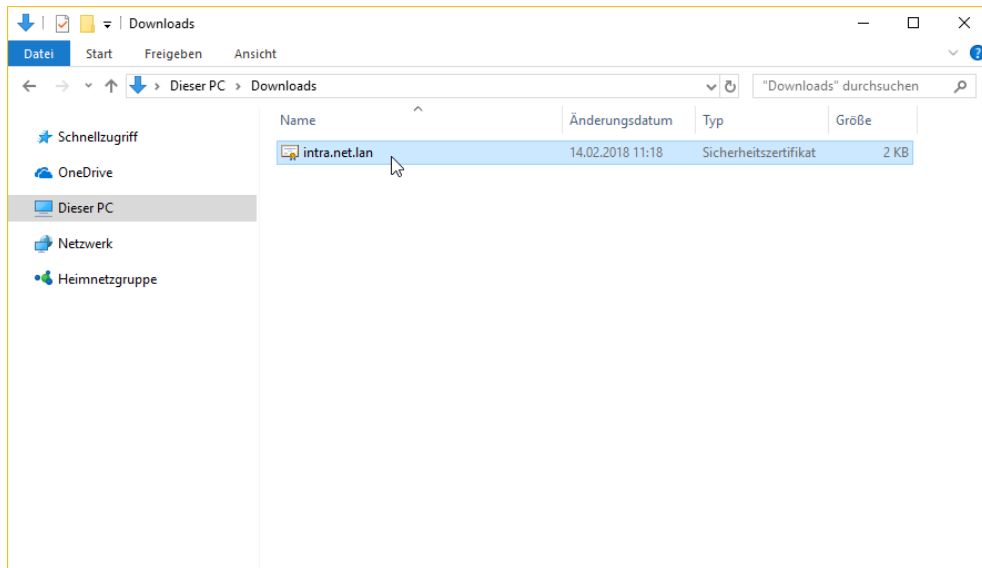 Downloads
Datei Start Freigeben Ansicht
Dieser PC > Downloads "Downloads" durchsuchen
Name Änderungsdatum Typ Größe
Schnellzugriff
intra.net.lan 14.02.2018 11:18 Sicherheitszertifikat 2 KB
OneDrive
Dieser PC
Netzwerk
Heimnetzgruppe